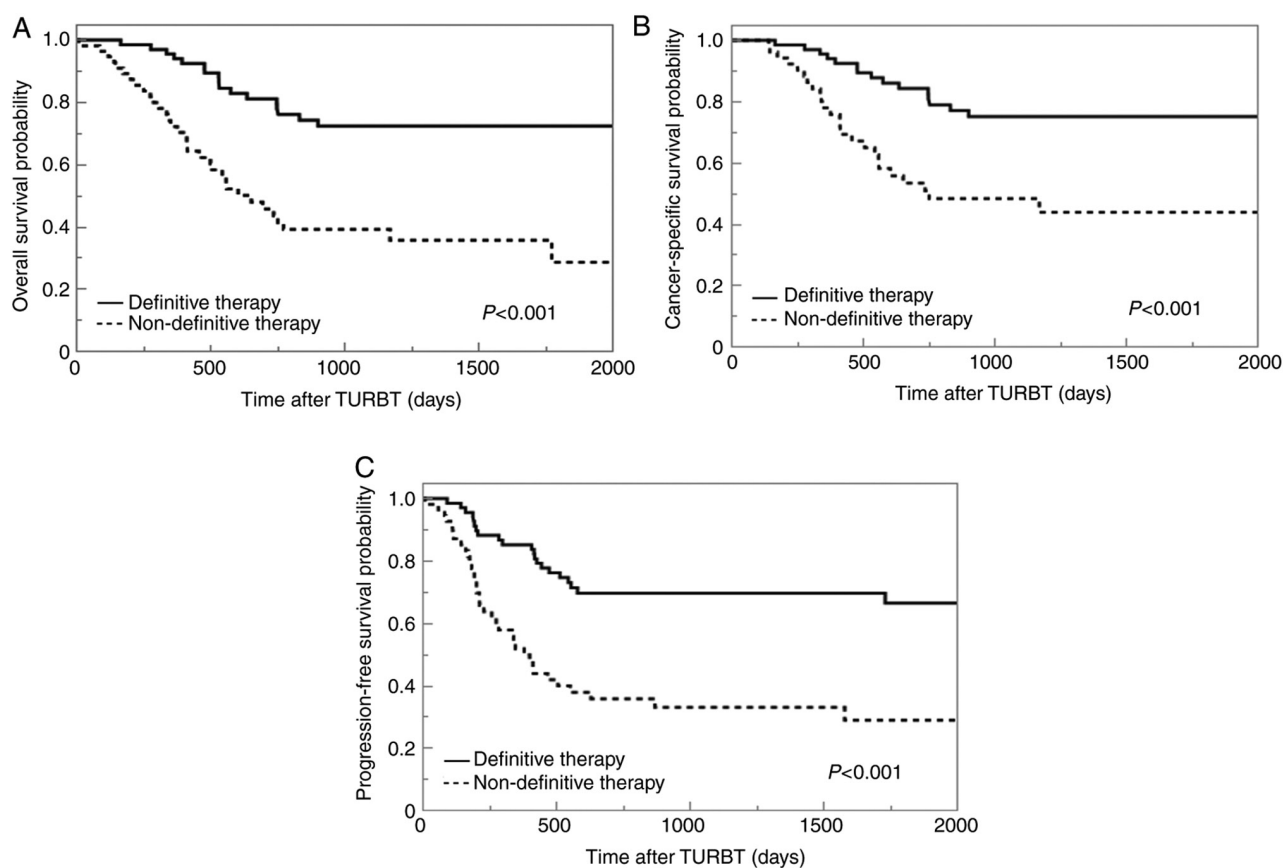 A
Overall survival probability
1.0
0.8
0.6
0.4
0.2
0
Definitive therapy
Non-definitive therapy
P<0.001
0 500 1000 1500 2000
Time after TURBT (days)
B
Cancer-specific survival probability
1.0
0.8
0.6
0.4
0.2
0
Definitive therapy
Non-definitive therapy
P<0.001
0 500 1000 1500 2000
Time after TURBT (days)
C
Progression-free survival probability
1.0
0.8
0.6
0.4
0.2
0
Definitive therapy
Non-definitive therapy
P<0.001
0 500 1000 1500 2000
Time after TURBT (days)